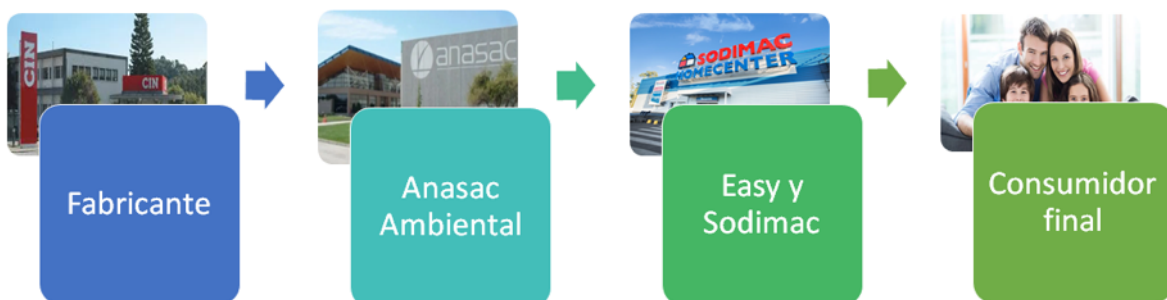 CIN
CIN
anasac
SODIMAC
HOMECENTER
Fabricante
Anasac
Ambiental
Easy y
Sodimac
Consumidor
final